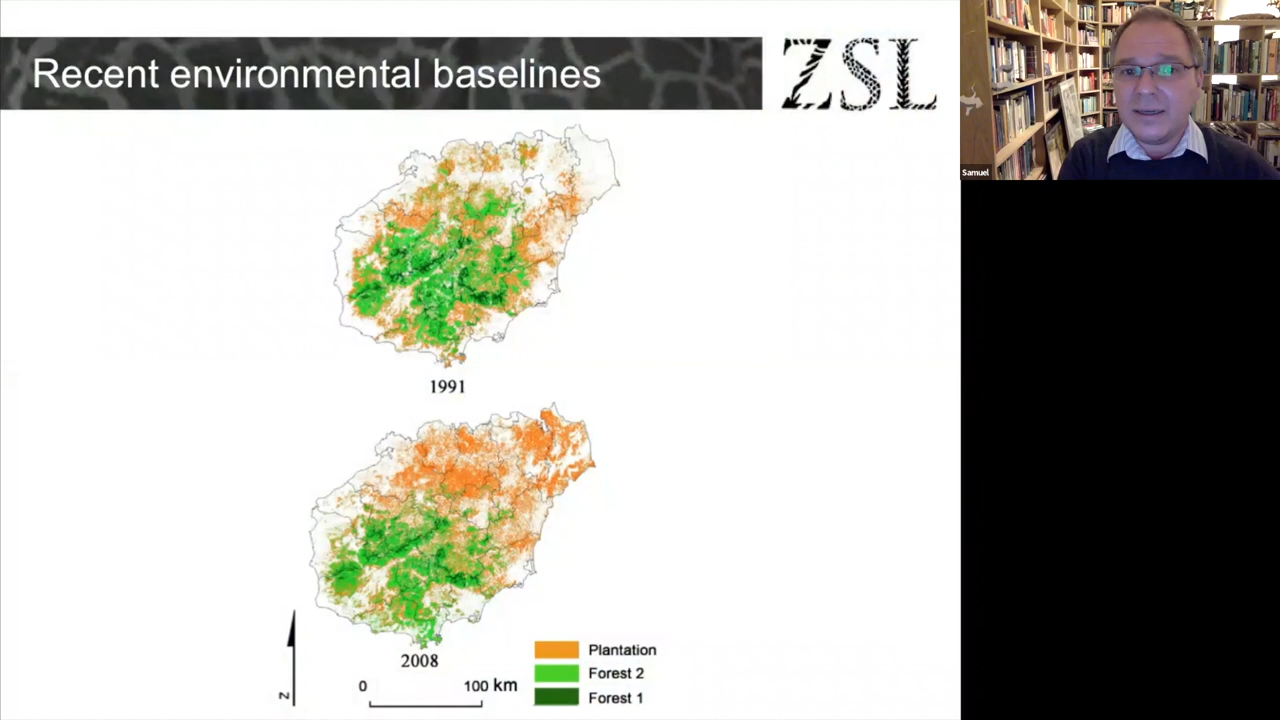 Recent environmental baselines
ZSL
Samuel
1991
2008
N
0
100 km
Plantation
Forest 2
Forest 1